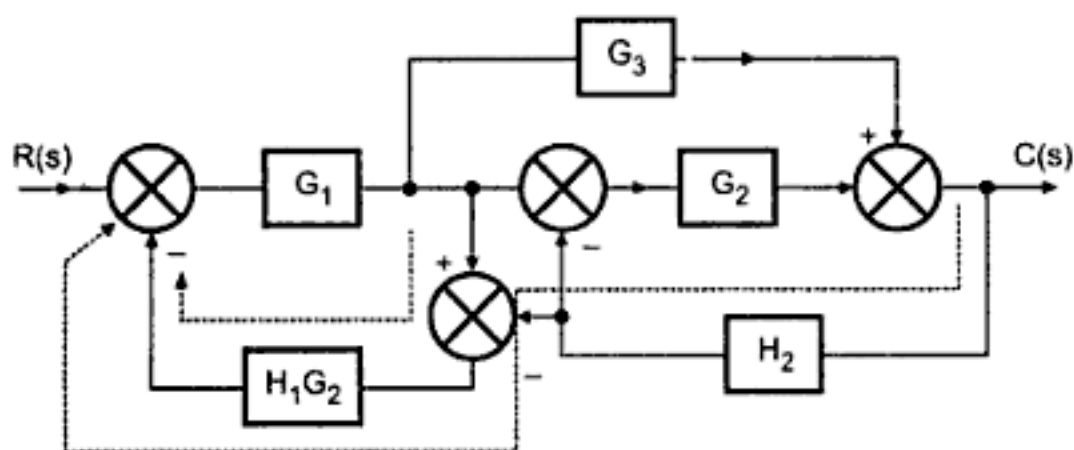 G3
R(s)
+
C(s)
G1
G2
−
−
+
H2
H1G2
−